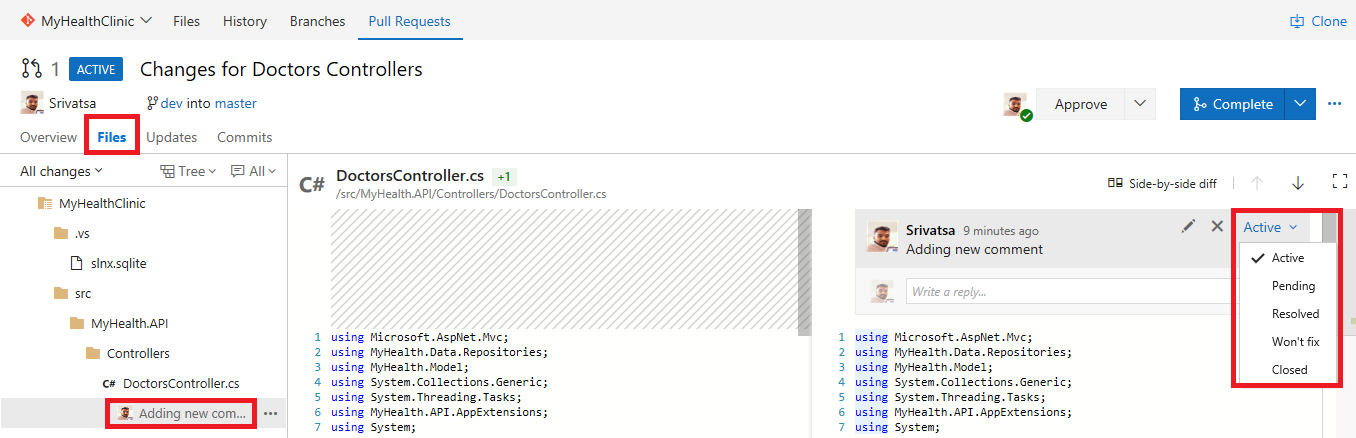 MyHealthClinic Files History Branches Pull Requests Clone
1 ACTIVE Changes for Doctors Controllers
Srivatsa dev into master Approve Complete
Overview Files Updates Commits
All changes Tree All
MyHealthClinic
.vs
slnx.sqlite
src
MyHealth.API
Controllers
C# DoctorsController.cs
Adding new com...
C# DoctorsController.cs +1
/src/MyHealth.API/Controllers/DoctorsController.cs
Side-by-side diff
1 using Microsoft.AspNet.Mvc;
2 using MyHealth.Data.Repositories;
3 using MyHealth.Model;
4 using System.Collections.Generic;
5 using System.Threading.Tasks;
6 using MyHealth.API.AppExtensions;
7 using System;
Srivatsa 9 minutes ago
Adding new comment
Write a reply...
Active
Active
Pending
Resolved
Won't fix
Closed
1 using Microsoft.AspNet.Mvc;
2 using MyHealth.Data.Repositories;
3 using MyHealth.Model;
4 using System.Collections.Generic;
5 using System.Threading.Tasks;
6 using MyHealth.API.AppExtensions;
7 using System;